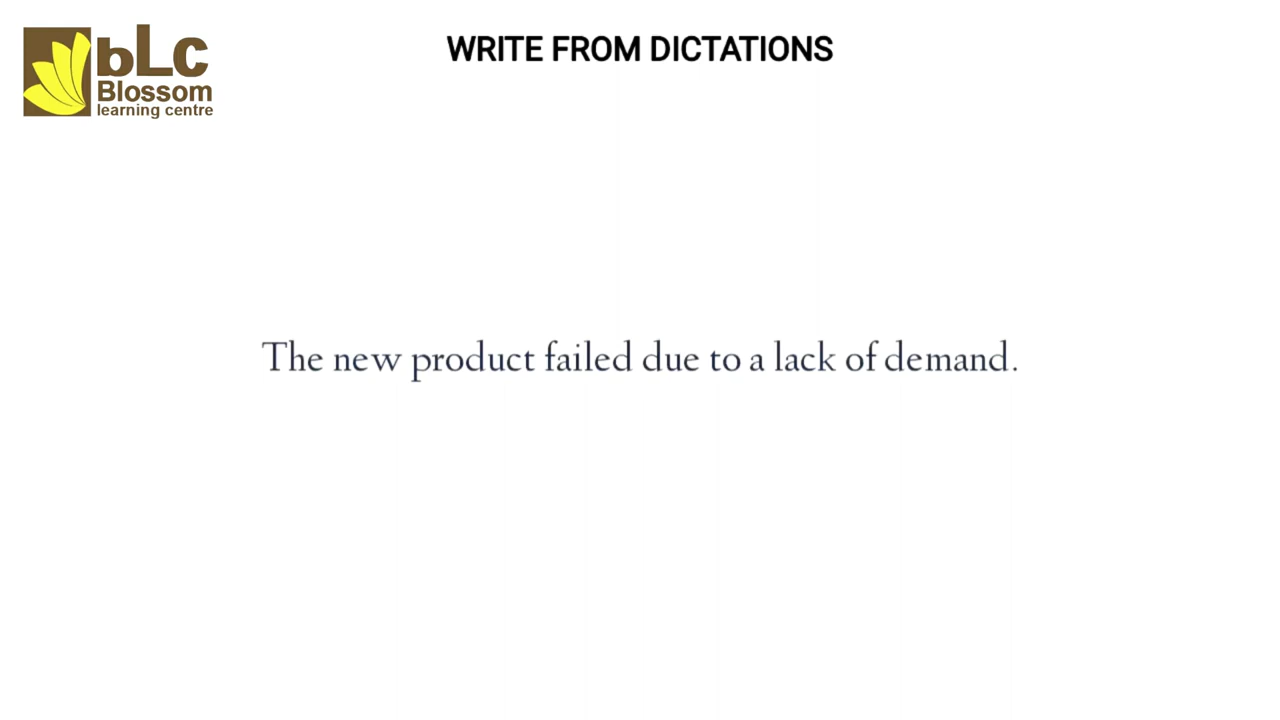 bLc
Blossom
learning centre
WRITE FROM DICTATIONS
The new product failed due to a lack of demand.